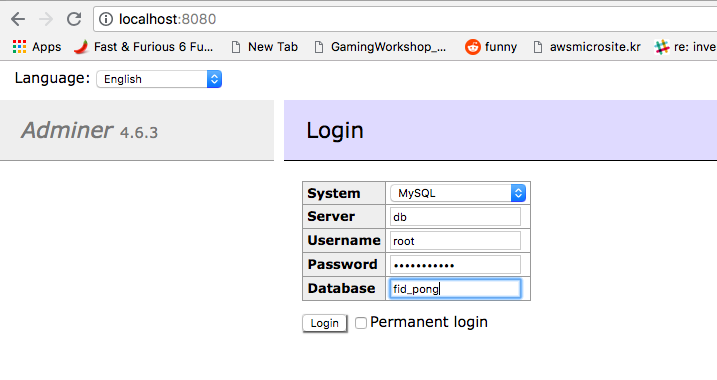 localhost:8080
Apps Fast & Furious 6 Fu... New Tab GamingWorkshop_... funny awsmicrosite.kr re: inve
Language: English
Adminer 4.6.3
Login
System MySQL
Server db
Username root
Password •••••••••••
Database fid_pong
Login Permanent login